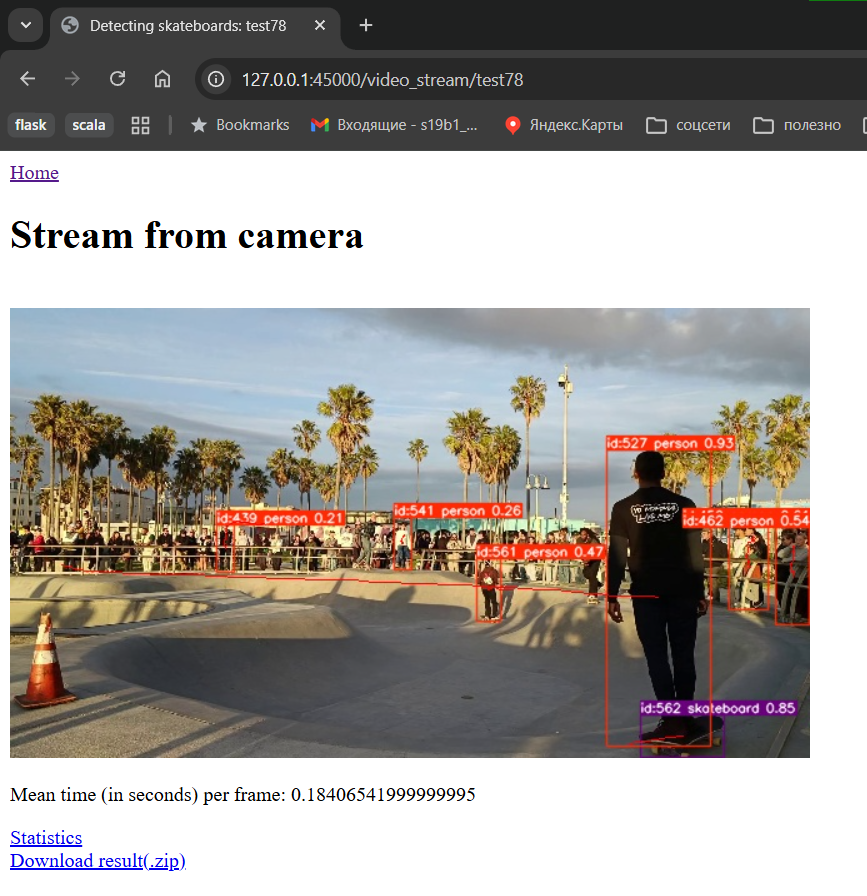 Detecting skateboards: test78
127.0.0.1:45000/video_stream/test78
flask scala Bookmarks Входящие - s19b1_... Яндекс.Карты соцсети полезно
Home
Stream from camera
id:527 person 0.93
id:541 person 0.26
id:439 person 0.21
id:462 person 0.54
id:561 person 0.47
id:562 skateboard 0.85
Mean time (in seconds) per frame: 0.18406541999999995
Statistics
Download result(.zip)